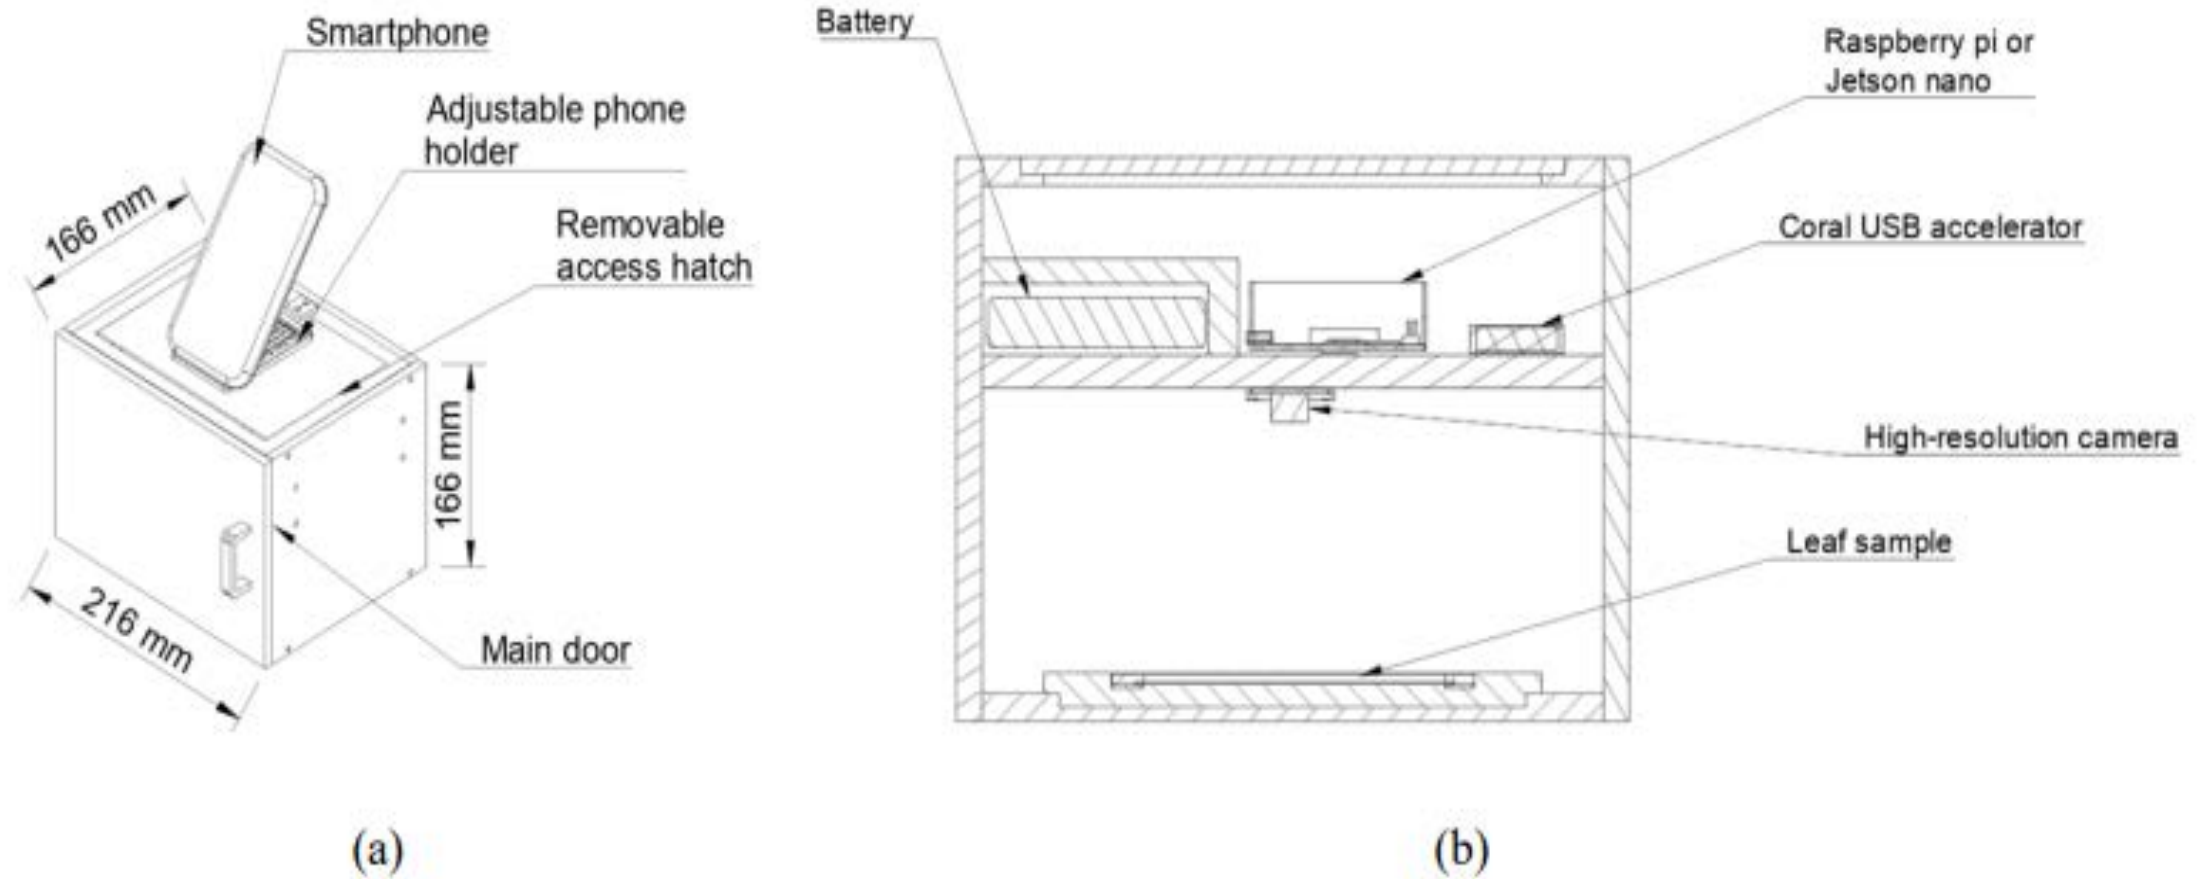 Smartphone
Adjustable phone
holder
Removable
access hatch
166 mm
166 mm
216 mm
Main door
(a)
Battery
Raspberry pi or
Jetson nano
Coral USB accelerator
High-resolution camera
Leaf sample
(b)